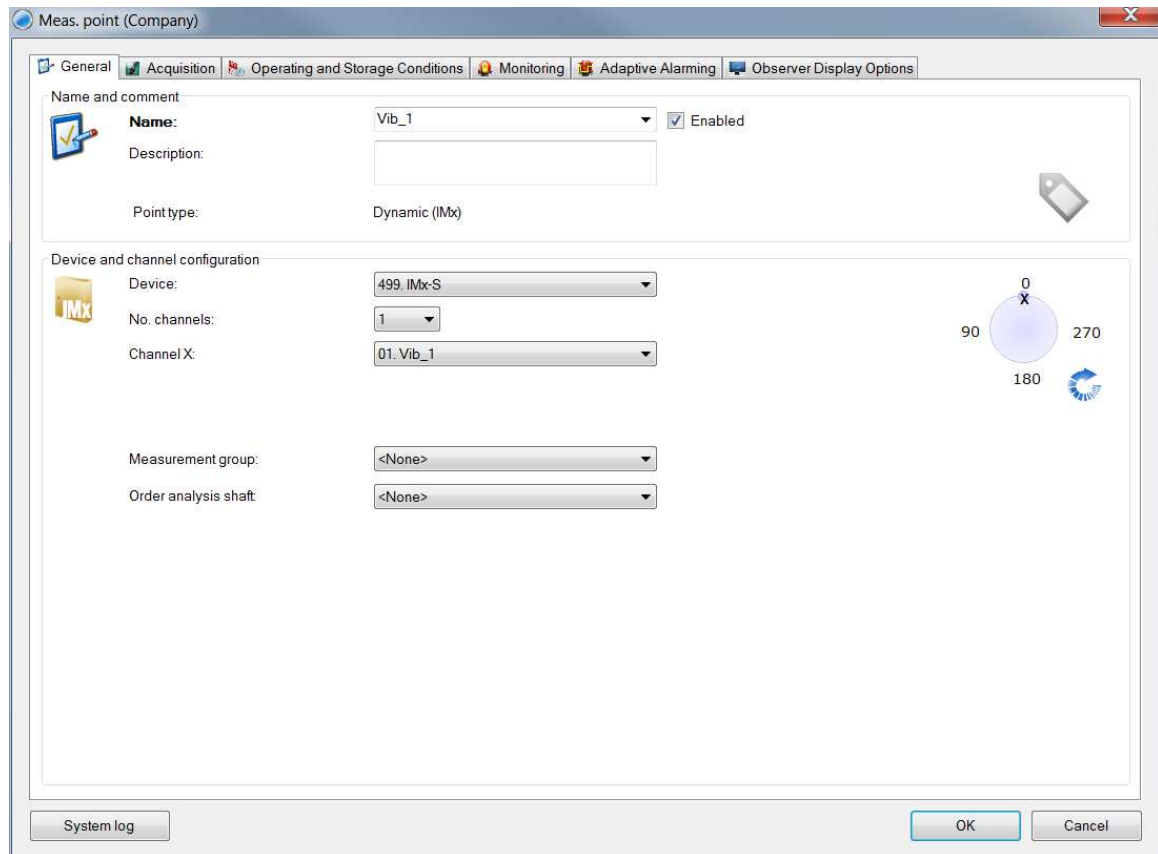 Meas. point (Company)
X
General Acquisition Operating and Storage Conditions Monitoring Adaptive Alarming Observer Display Options
Name and comment
Name: Vib_1 Enabled
Description:
Point type: Dynamic (IMx)
Device and channel configuration
IMx
Device: 499. IMx-S
No. channels: 1
Channel X: 01. Vib_1
0
X
90 270
180
Measurement group: <None>
Order analysis shaft: <None>
System log OK Cancel